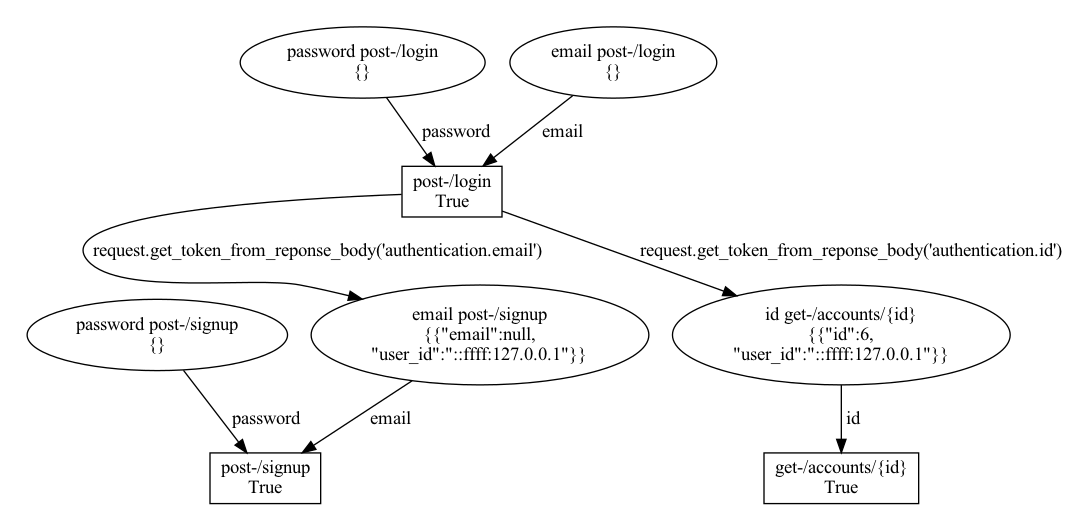 password post-/login
{}
email post-/login
{}
password
email
post-/login
True
request.get_token_from_reponse_body('authentication.email')
request.get_token_from_reponse_body('authentication.id')
password post-/signup
{}
email post-/signup
{{"email":null,
"user_id":"::ffff:127.0.0.1"}}
id get-/accounts/{id}
{{"id":6,
"user_id":"::ffff:127.0.0.1"}}
password
email
id
post-/signup
True
get-/accounts/{id}
True